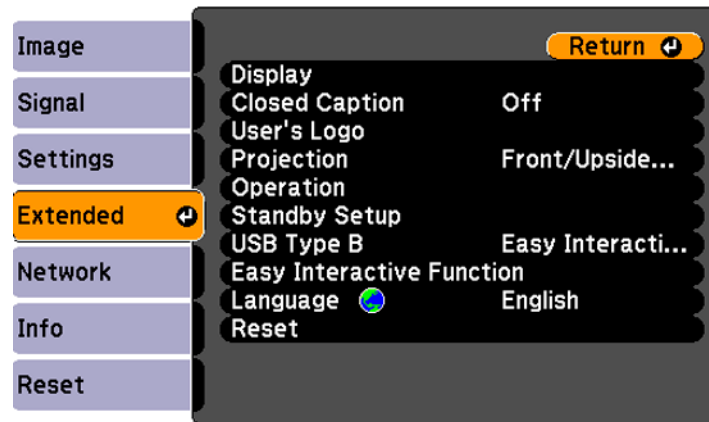 Image
Signal
Settings
Extended
Network
Info
Reset
Return
Display
Closed Caption Off
User's Logo
Projection Front/Upside...
Operation
Standby Setup
USB Type B Easy Interacti...
Easy Interactive Function
Language English
Reset